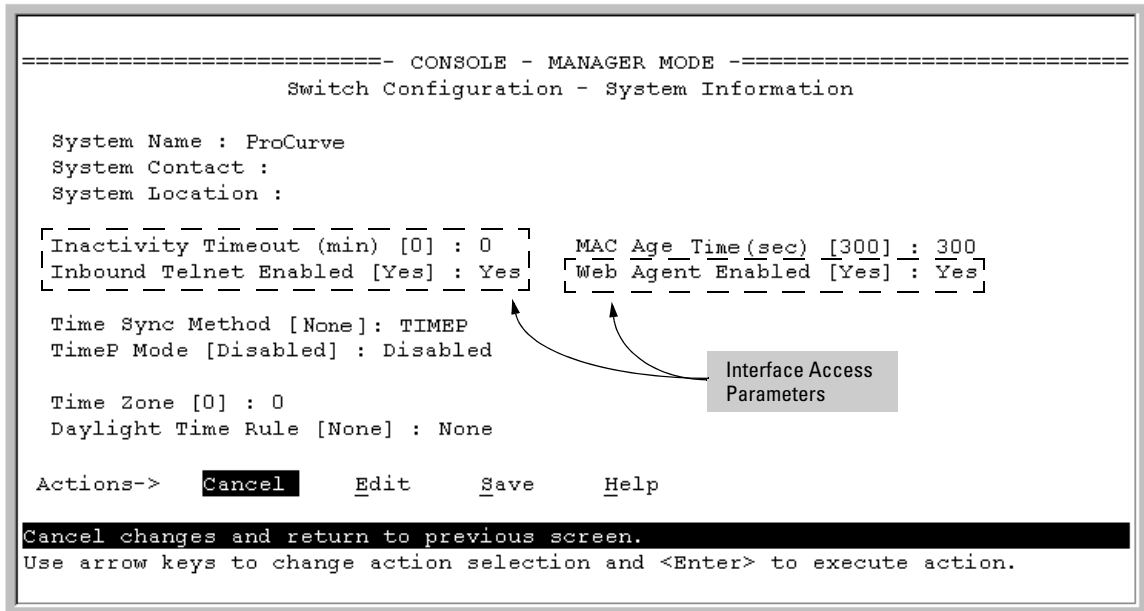 ============================- CONSOLE - MANAGER MODE -============================
Switch Configuration - System Information
System Name : ProCurve
System Contact :
System Location :
Inactivity Timeout (min) [0] : 0 MAC Age Time(sec) [300] : 300
Inbound Telnet Enabled [Yes] : Yes Web Agent Enabled [Yes] : Yes
Time Sync Method [None]: TIMEP
TimeP Mode [Disabled] : Disabled
Interface Access
Parameters
Time Zone [0] : 0
Daylight Time Rule [None] : None
Actions-> Cancel Edit Save Help
Cancel changes and return to previous screen.
Use arrow keys to change action selection and <Enter> to execute action.